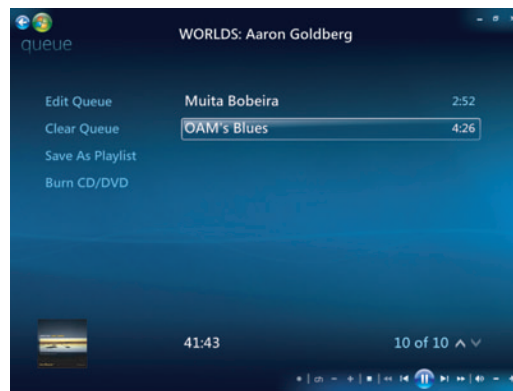 queue
WORLDS: Aaron Goldberg
Edit Queue
Clear Queue
Save As Playlist
Burn CD/DVD
Muita Bobeira 2:52
OAM's Blues 4:26
41:43
10 of 10
ch